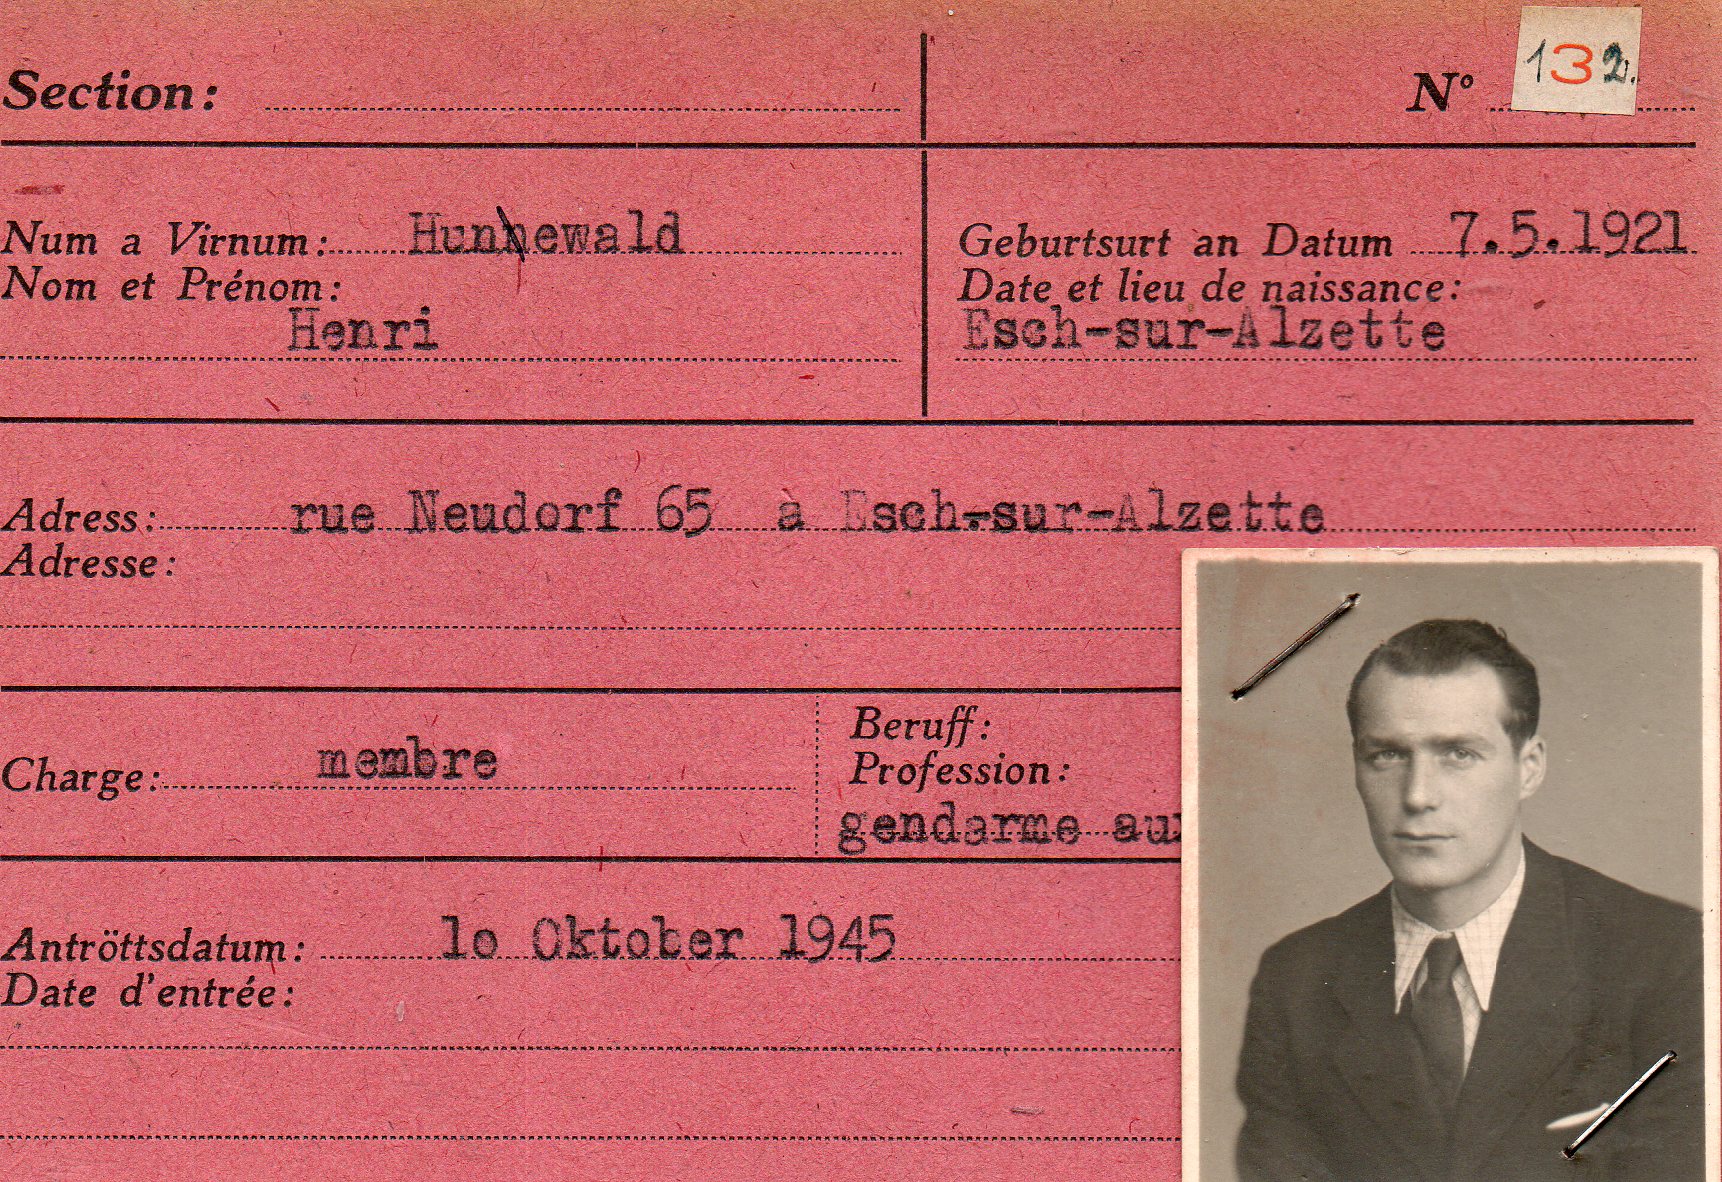 Section:
N° 132.
Num a Virnum: Hunnewald
Nom et Prénom:
Henri
Geburtsurt an Datum 7.5.1921
Date et lieu de naissance:
Esch-sur-Alzette
Adress: rue Neudorf 65 à Esch-sur-Alzette
Adresse:
Charge: membre
Beruff:
Profession:
gendarme aux
Antröttsdatum: lo Oktober 1945
Date d'entrée: